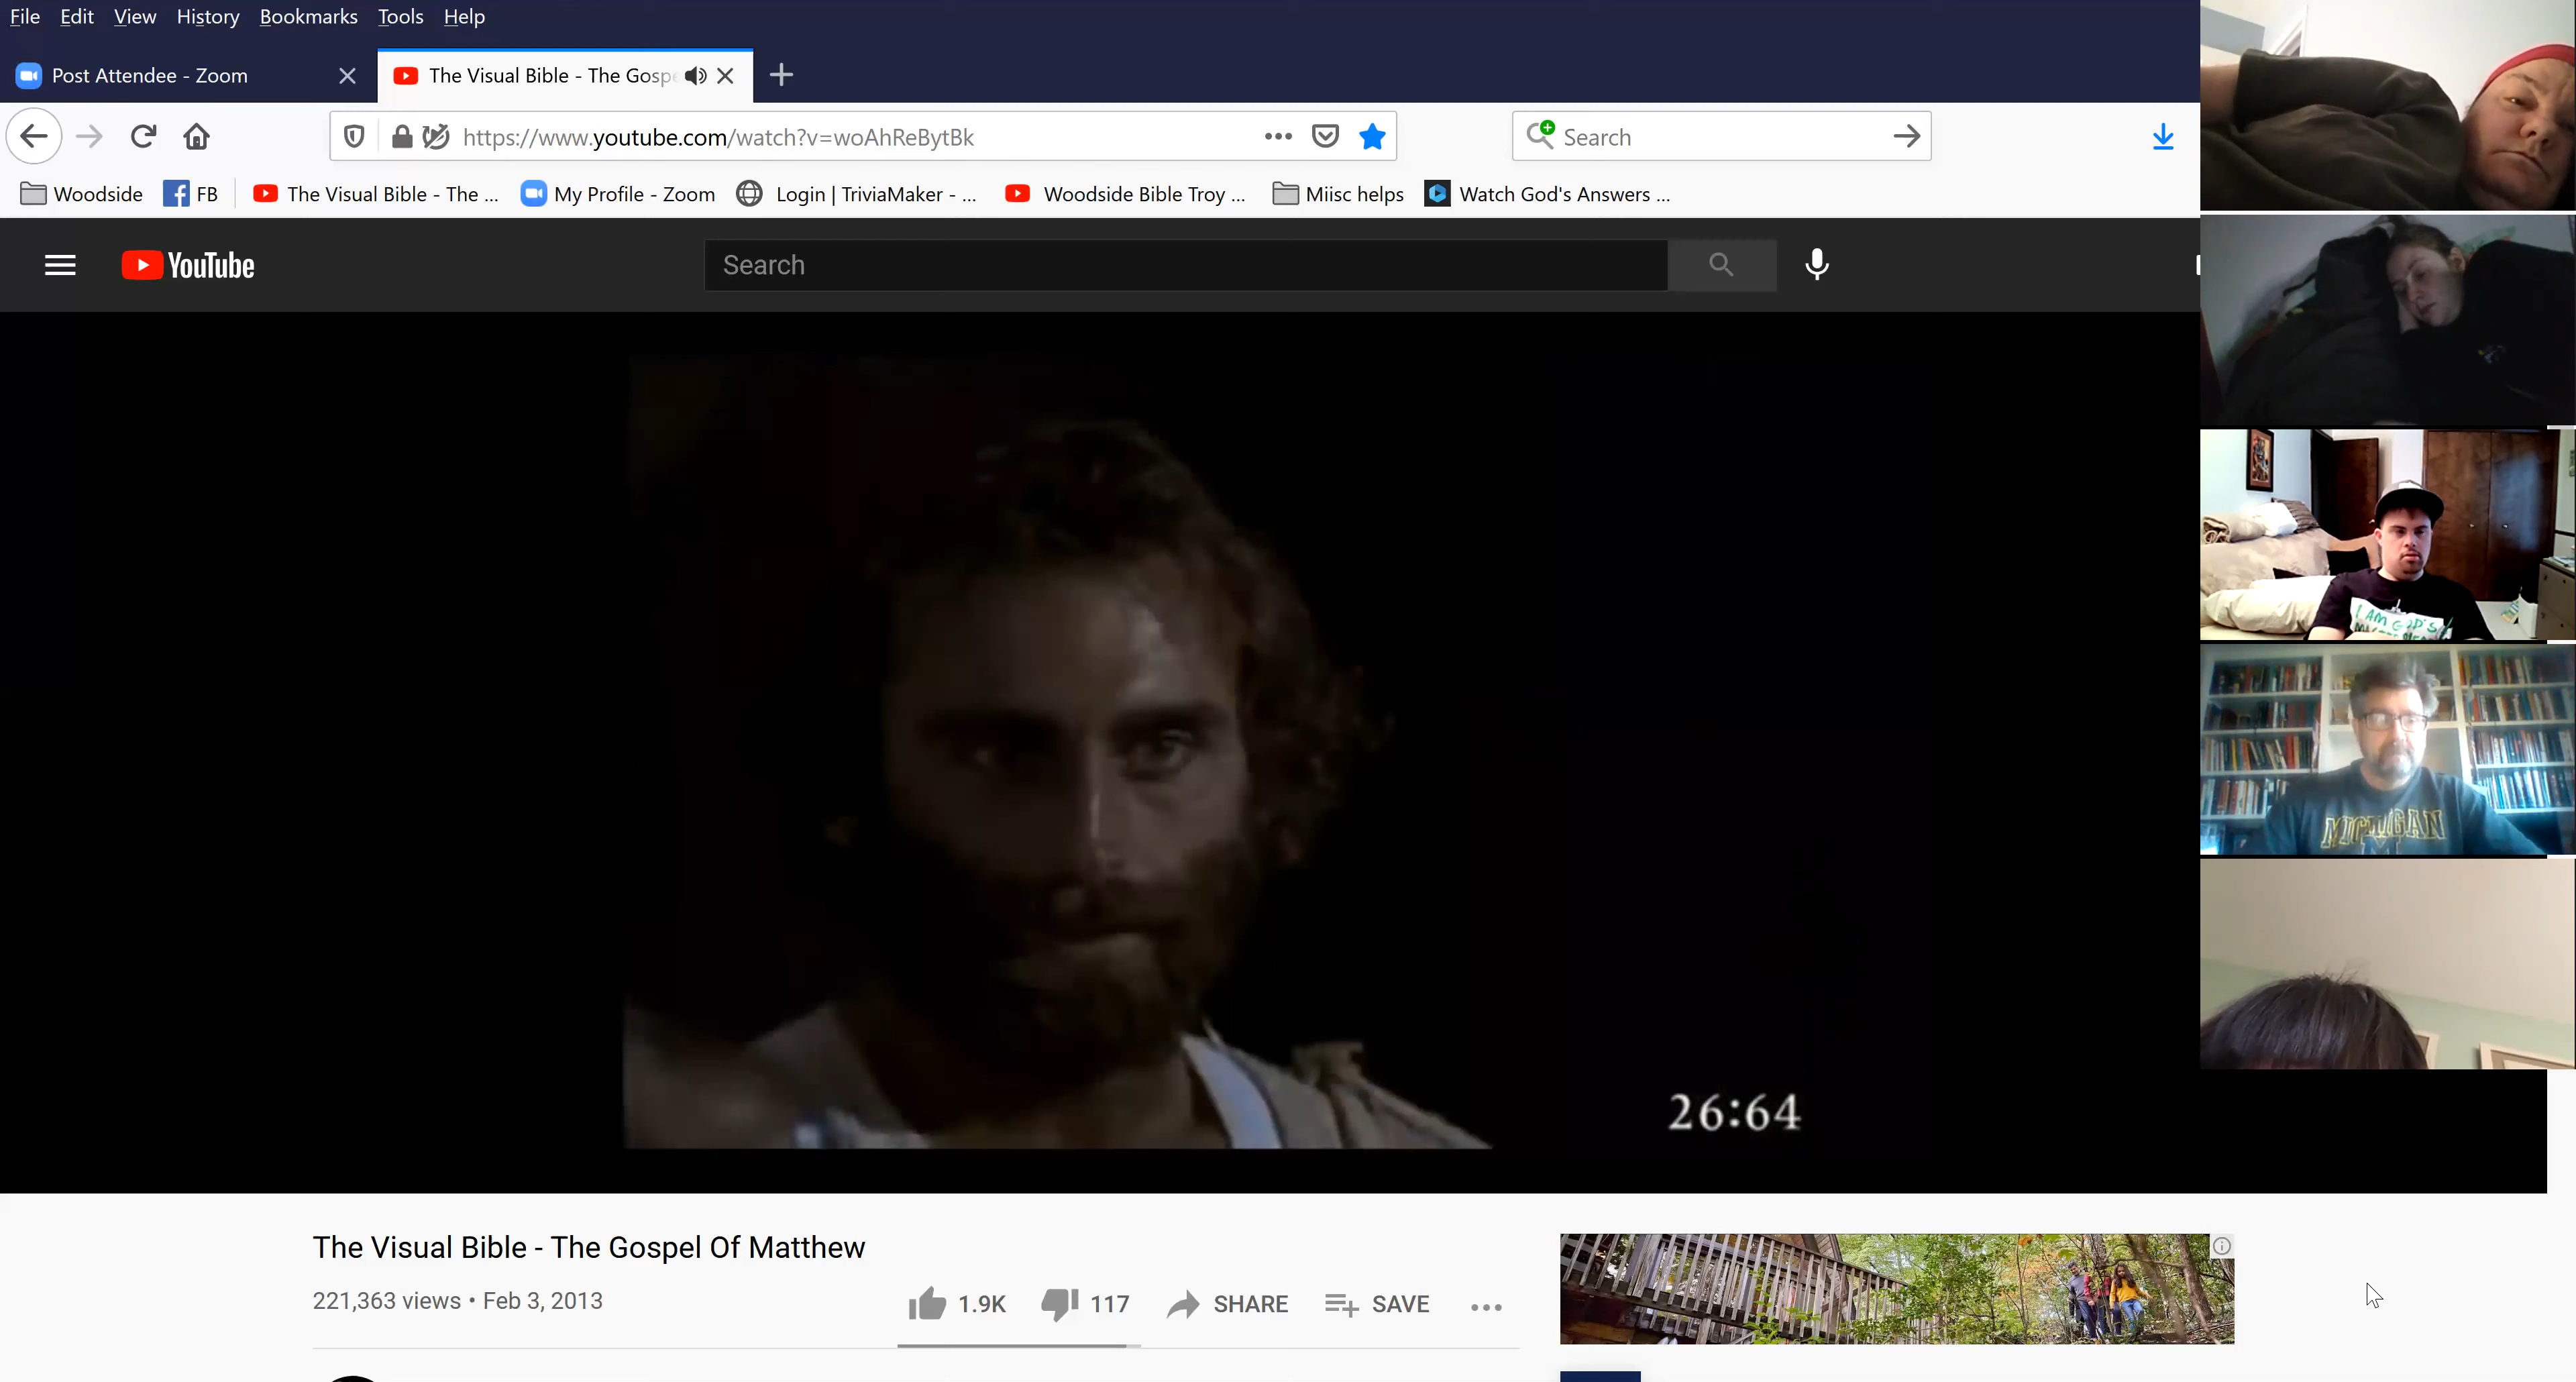 File Edit View History Bookmarks Tools Help
Post Attendee - Zoom
The Visual Bible - The Gosp
https://www.youtube.com/watch?v=woAhReBytBk
Search
Woodside
FB
The Visual Bible - The ...
My Profile - Zoom
Login | TriviaMaker - ...
Woodside Bible Troy ...
Miisc helps
Watch God's Answers ...
YouTube
Search
I AM GOD'S
MICHIGAN
M
26:64
The Visual Bible - The Gospel Of Matthew
221,363 views • Feb 3, 2013
1.9K
117
SHARE
SAVE